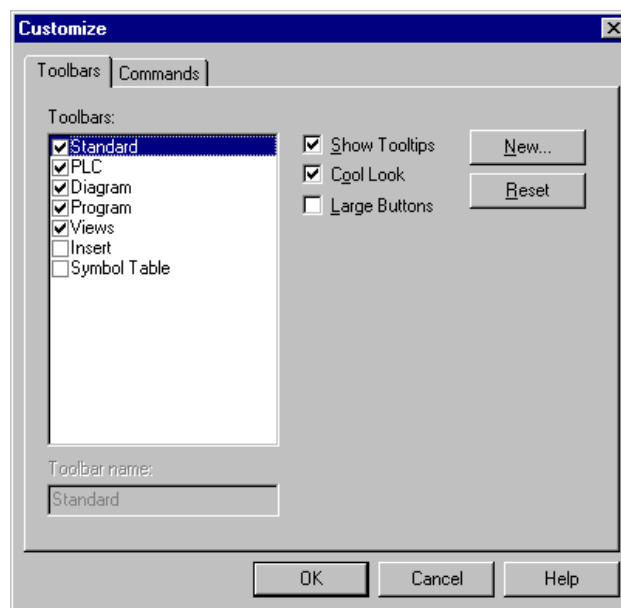 Customize
Toolbars Commands
Toolbars:
Standard
PLC
Diagram
Program
Views
Insert
Symbol Table
Show Tooltips
Cool Look
Large Buttons
New...
Reset
Toolbar name:
Standard
OK Cancel Help